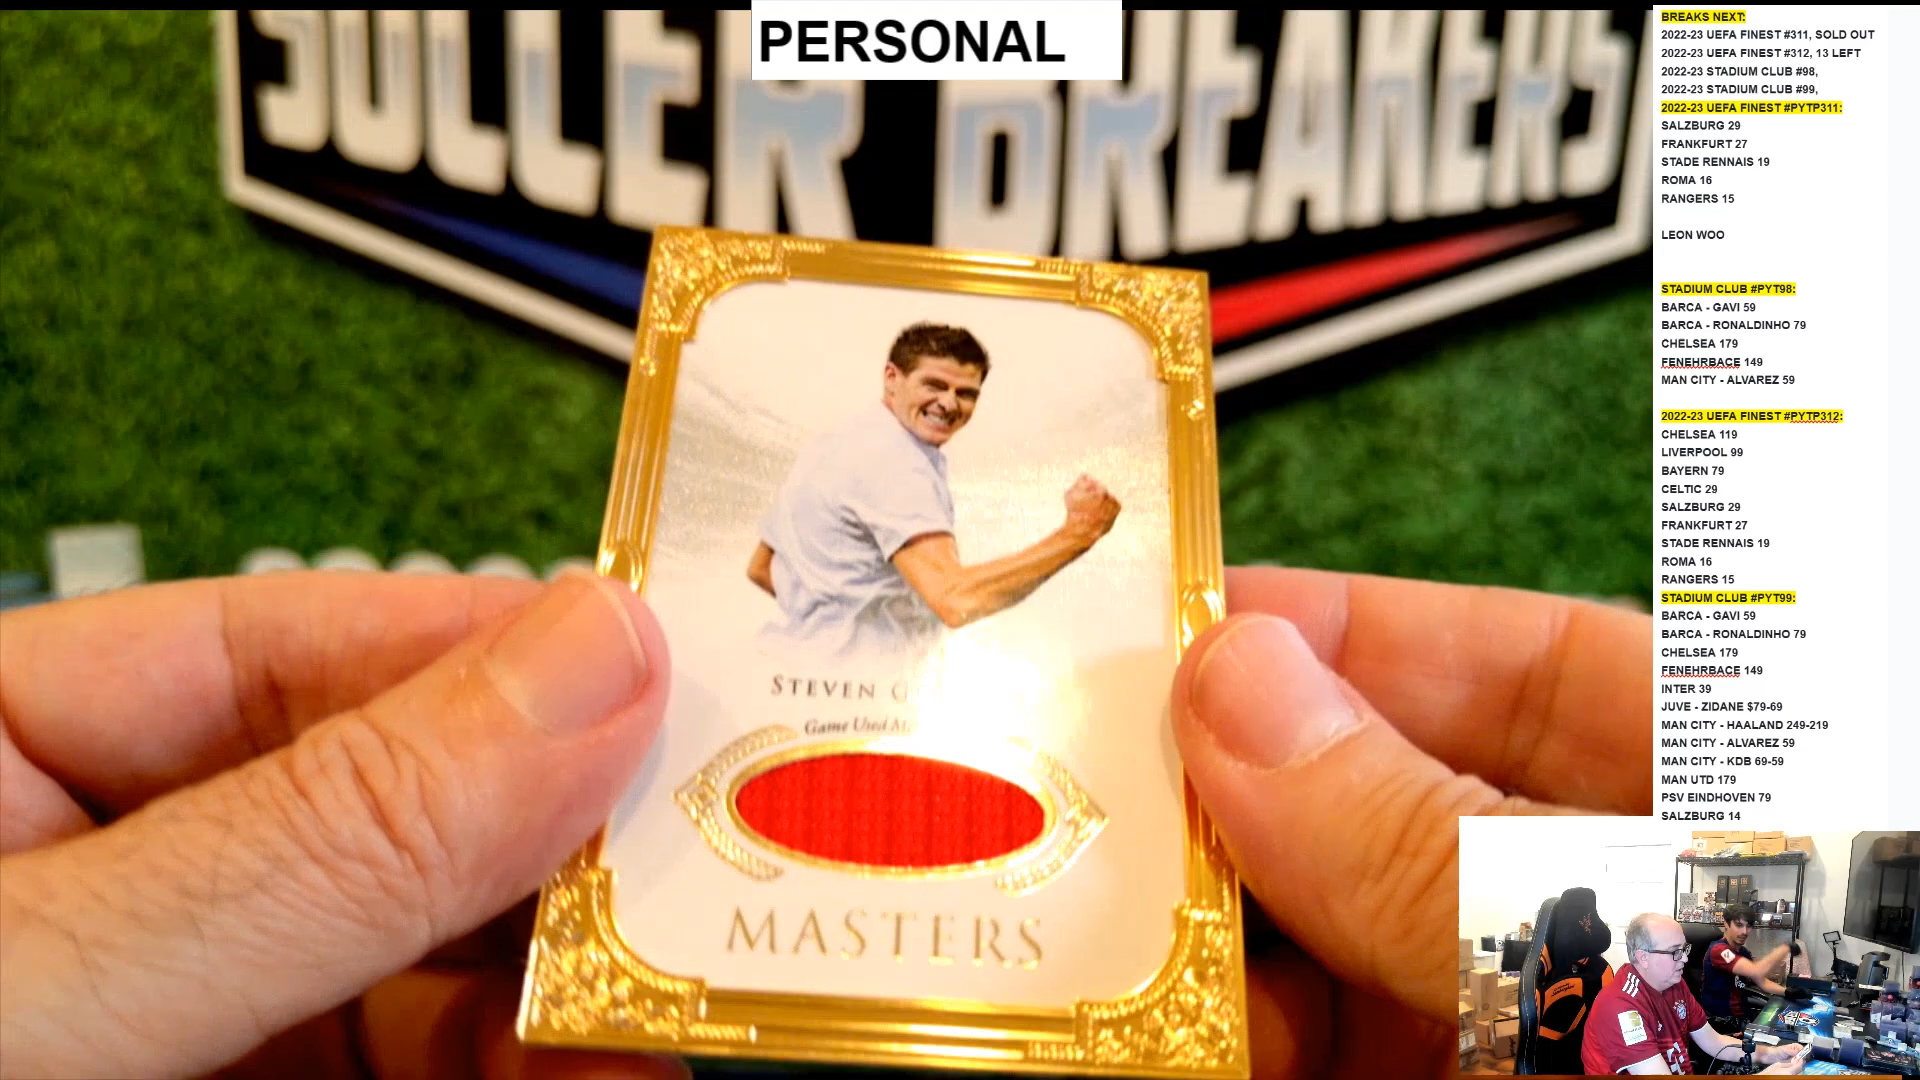 SOCCER BREAKERS
PERSONAL
STEVEN
Game Used
MASTERS
BREAKS NEXT:
2022-23 UEFA FINEST #311, SOLD OUT
2022-23 UEFA FINEST #312, 13 LEFT
2022-23 STADIUM CLUB #98,
2022-23 STADIUM CLUB #99,
2022-23 UEFA FINEST #PYTP311:
SALZBURG 29
FRANKFURT 27
STADE RENNAIS 19
ROMA 16
RANGERS 15
LEON WOO
STADIUM CLUB #PYT98:
BARCA - GAVI 59
BARCA - RONALDINHO 79
CHELSEA 179
FENEHRBACE 149
MAN CITY - ALVAREZ 59
2022-23 UEFA FINEST #PYTP312:
CHELSEA 119
LIVERPOOL 99
BAYERN 79
CELTIC 29
SALZBURG 29
FRANKFURT 27
STADE RENNAIS 19
ROMA 16
RANGERS 15
STADIUM CLUB #PYT99:
BARCA - GAVI 59
BARCA - RONALDINHO 79
CHELSEA 179
FENEHRBACE 149
INTER 39
JUVE - ZIDANE $79-69
MAN CITY - HAALAND 249-219
MAN CITY - ALVAREZ 59
MAN CITY - KDB 69-59
MAN UTD 179
PSV EINDHOVEN 79
SALZBURG 14